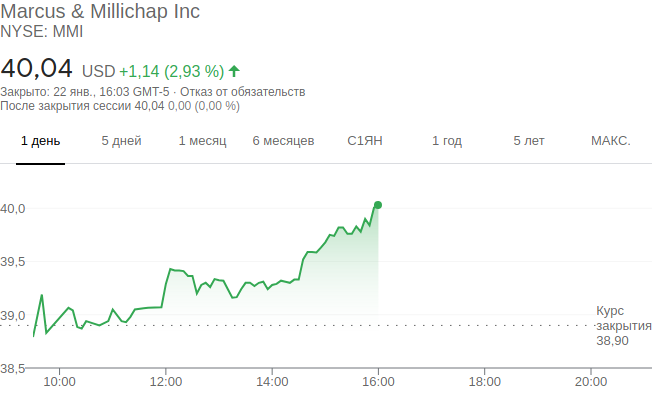 Marcus & Millichap Inc
NYSE: MMI
40,04 USD +1,14 (2,93 %)
Закрыто: 22 янв., 16:03 GMT-5 · Отказ от обязательств
После закрытия сессии 40,04 0,00 (0,00 %)
1 день 5 дней 1 месяц 6 месяцев С1ЯН 1 год 5 лет МАКС.
40,0
39,5
39,0
Курс
закрытия
38,90
38,5
10:00 12:00 14:00 16:00 18:00 20:00